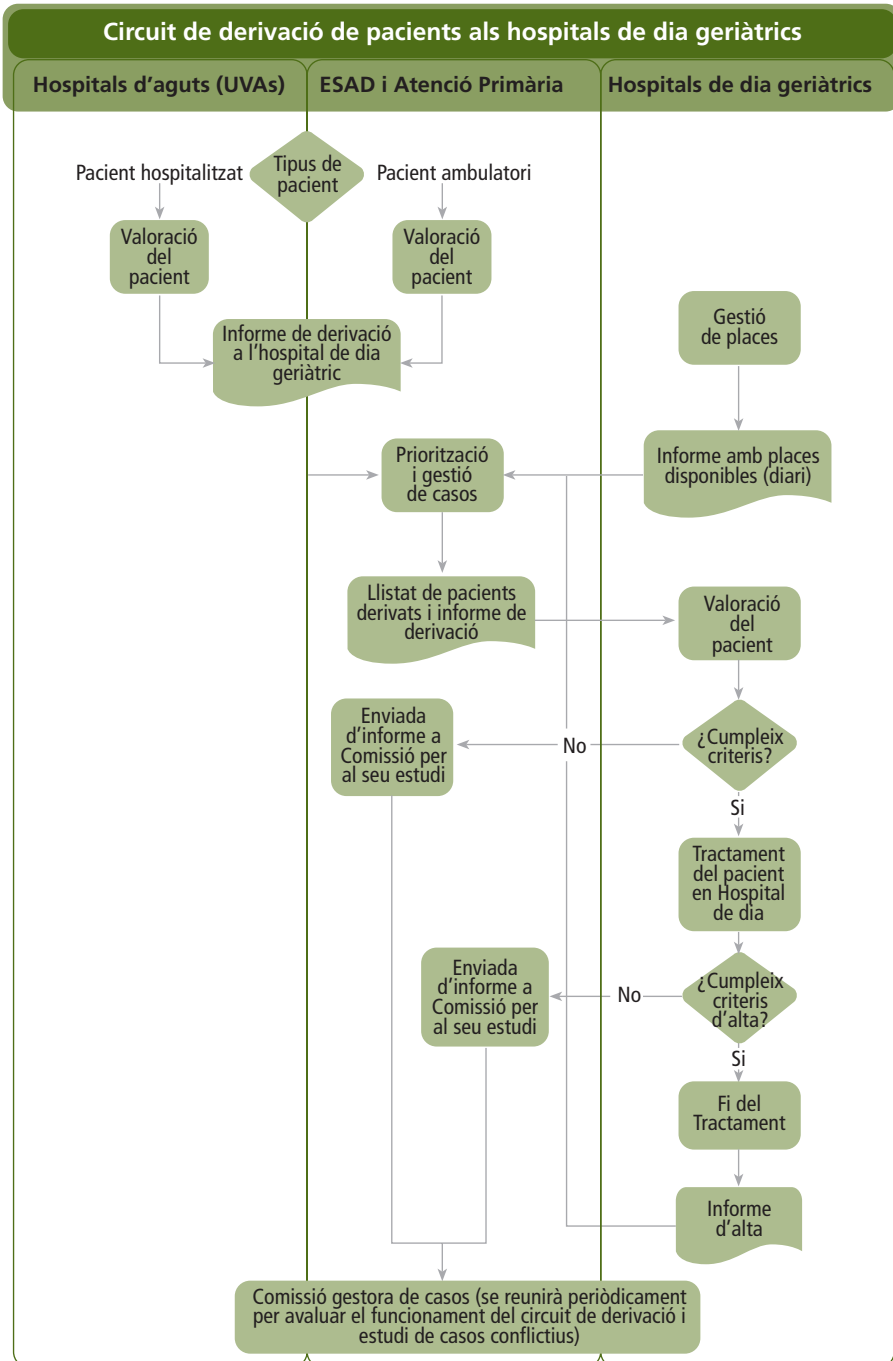 Circuit de derivació de pacients als hospitals de dia geriàtrics
Hospitals d'aguts (UVAs)
ESAD i Atenció Primària
Hospitals de dia geriàtrics
Pacient hospitalitzat
Tipus de
pacient
Pacient ambulatori
Valoració
del
pacient
Valoració
del
pacient
Informe de derivació
a l'hospital de dia
geriàtric
Gestió
de places
Informe amb places
disponibles (diari)
Priorització
i gestió
de casos
Llistat de pacients
derivats i informe de
derivació
Valoració
del
pacient
¿Cumpleix
criteris?
No
Enviada
d'informe a
Comissió per
al seu estudi
Si
Tractament
del pacient
en Hospital
de dia
¿Cumpleix
criteris
d'alta?
No
Enviada
d'informe a
Comissió per
al seu estudi
Si
Fi del
Tractament
Informe
d'alta
Comissió gestora de casos (se reunirà periòdicament
per avaluar el funcionament del circuit de derivació i
estudi de casos conflictius)